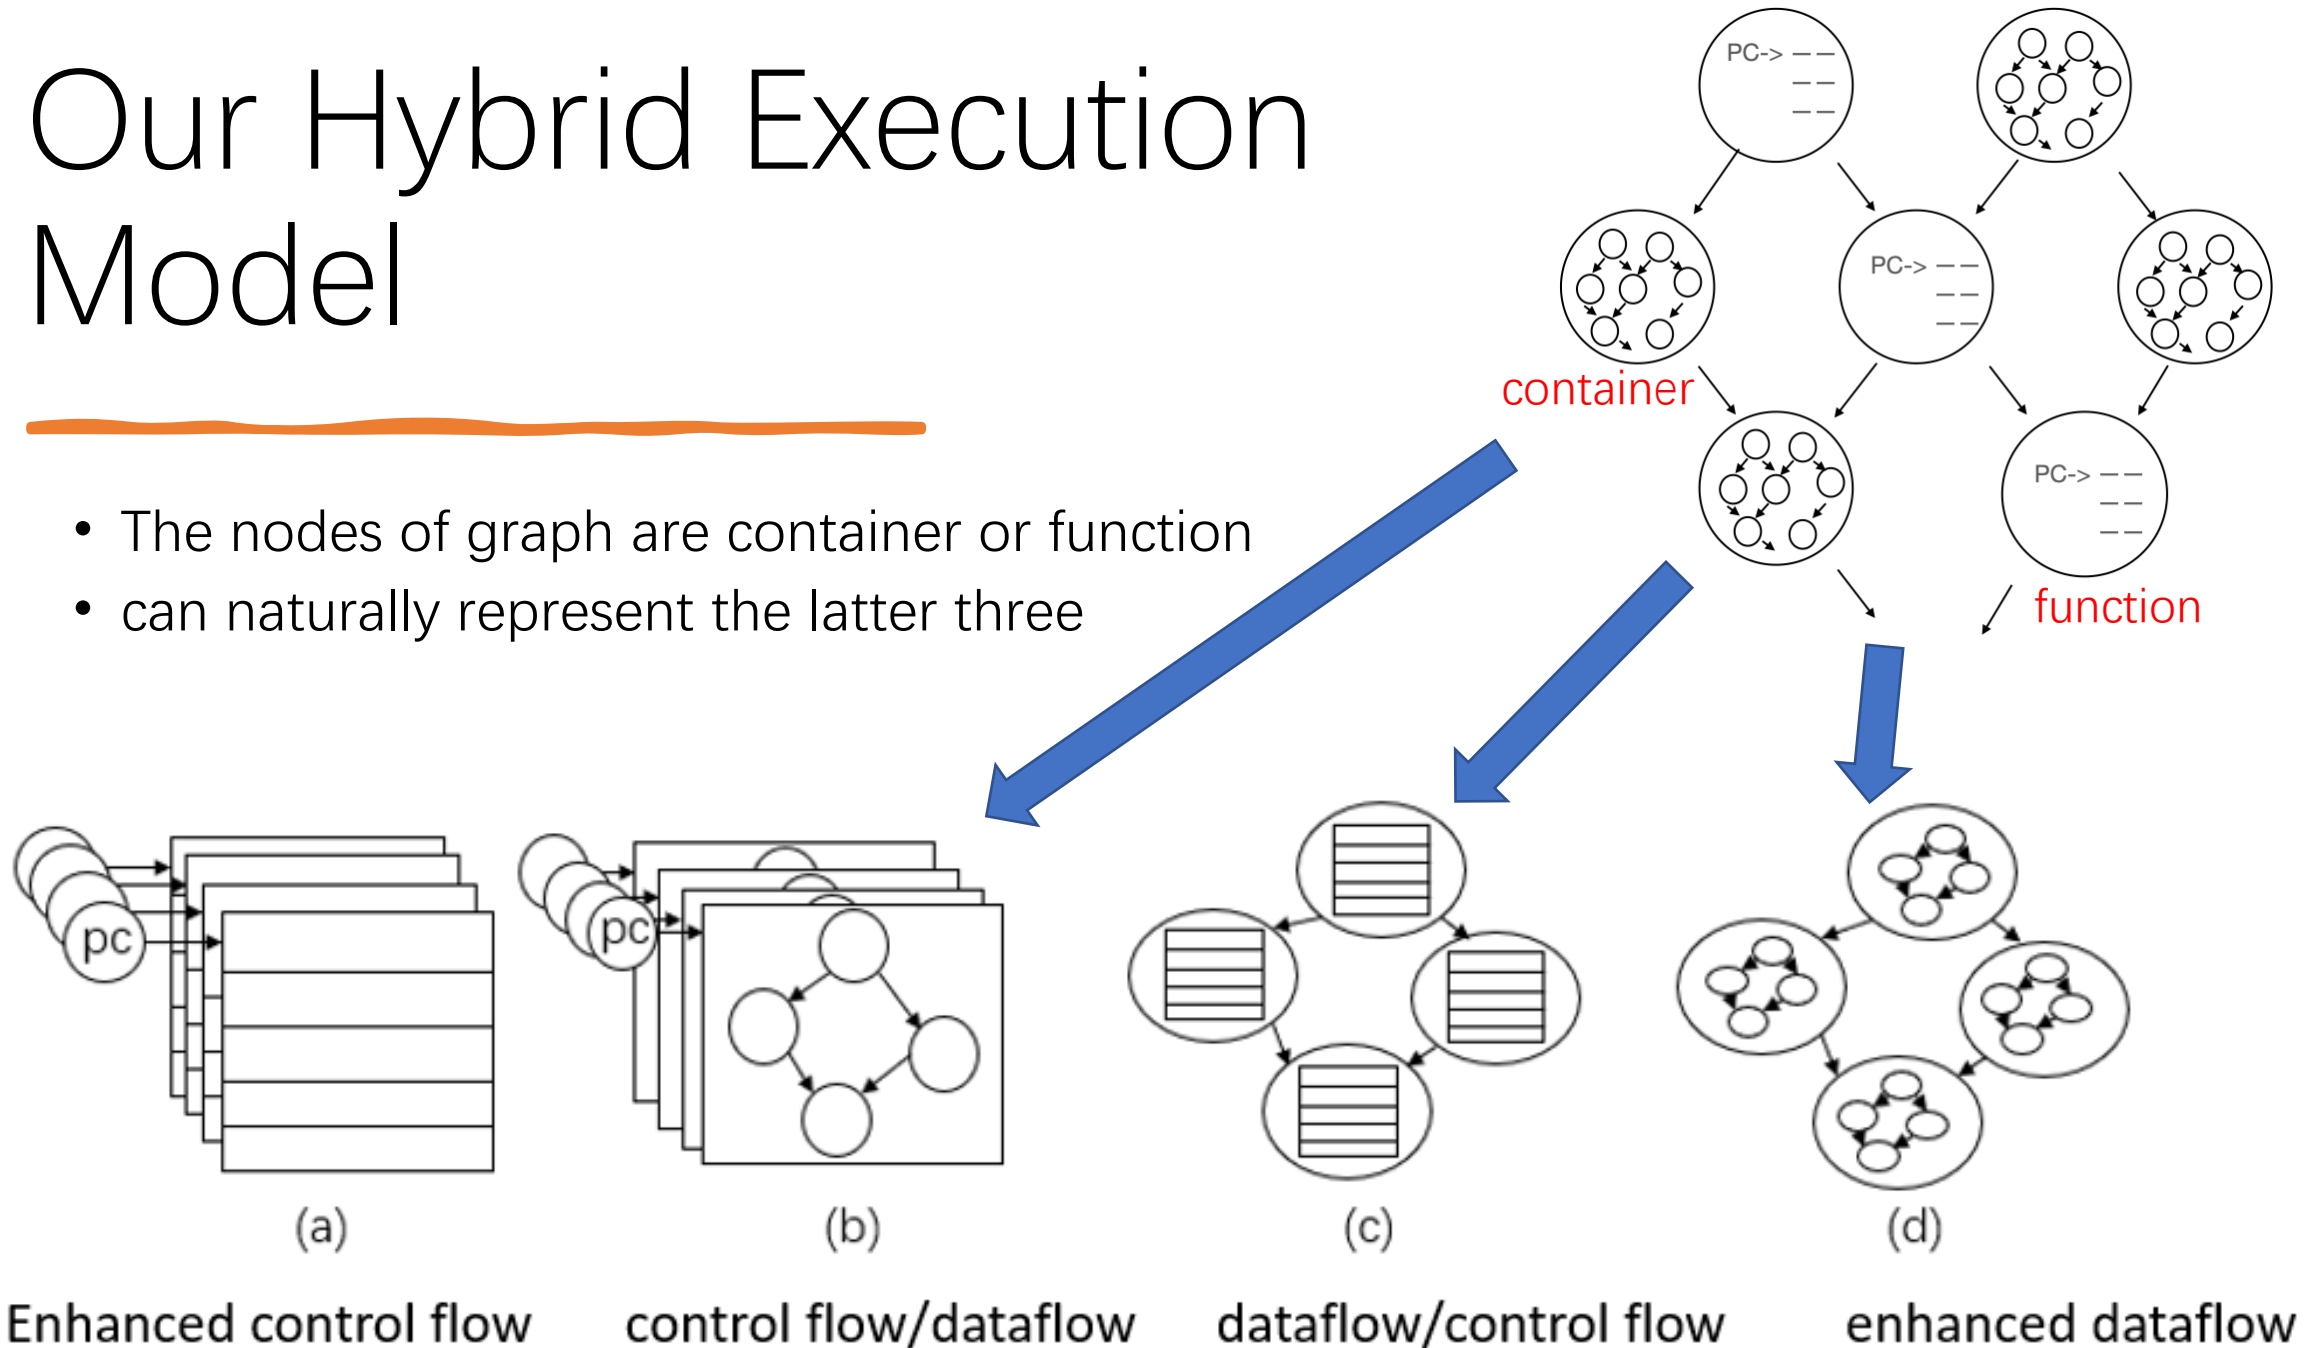 Our Hybrid Execution
Model
• The nodes of graph are container or function
• can naturally represent the latter three
PC-> — —
PC-> — —
container
PC-> — —
function
pc
pc
(a)
(b)
(c)
(d)
Enhanced control flow
control flow/dataflow
dataflow/control flow
enhanced dataflow